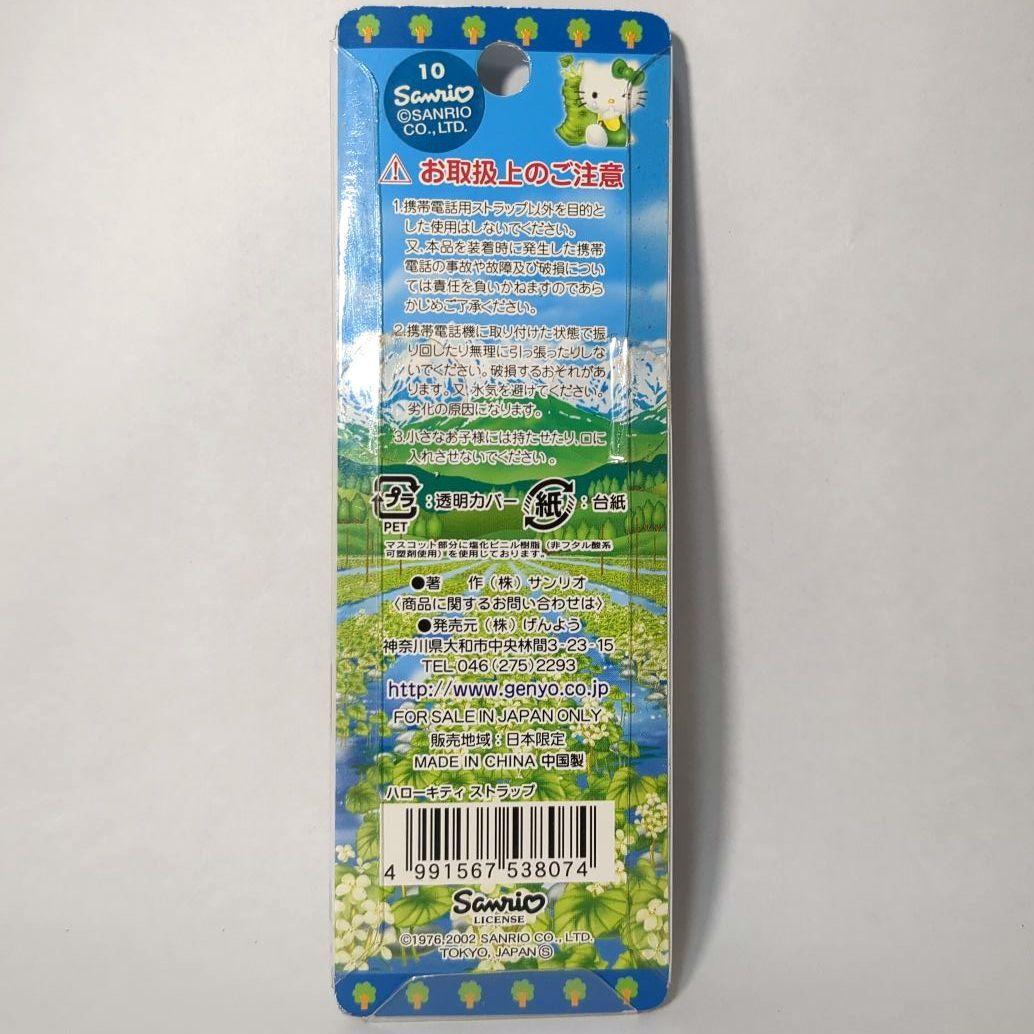 10
Sanrio
©SANRIO
CO.,LTD.
お取扱上のご注意
1.携帯電話用ストラップ以外を目的と
した使用はしないでください。
又、本品を装着時に発生した携帯
電話の事故や故障及び破損につい
ては責任を負いかねますのであら
かじめご了承ください。
2.携帯電話機に取り付けた状態で振
り回したり無理に引っ張ったりしな
いでください。破損するおそれがあ
ります。又、水気を避けてください。
劣化の原因になります。
3.小さなお子様には持たせたり、口に
入れさせないでください。
プラ:透明カバー 紙:台紙
PET
マスコット部分に塩化ビニル樹脂（非フタル酸系
可塑剤使用）を使用しております。
●著 作（株）サンリオ
〈商品に関するお問い合わせは〉
●発売元（株）げんよう
神奈川県大和市中央林間3-23-15
TEL 046(275)2293
http://www.genyo.co.jp
FOR SALE IN JAPAN ONLY
販売地域:日本限定
MADE IN CHINA 中国製
ハローキティ ストラップ
4 991567 538074
Sanrio
LICENSE
©1976,2002 SANRIO CO.,LTD.
TOKYO, JAPAN Ⓢ